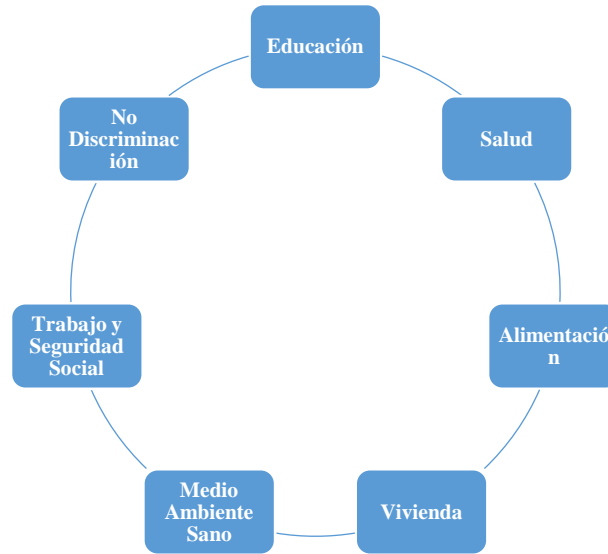 Educación
Salud
Alimentació
n
Vivienda
Medio
Ambiente
Sano
Trabajo y
Seguridad
Social
No
Discriminac
ión